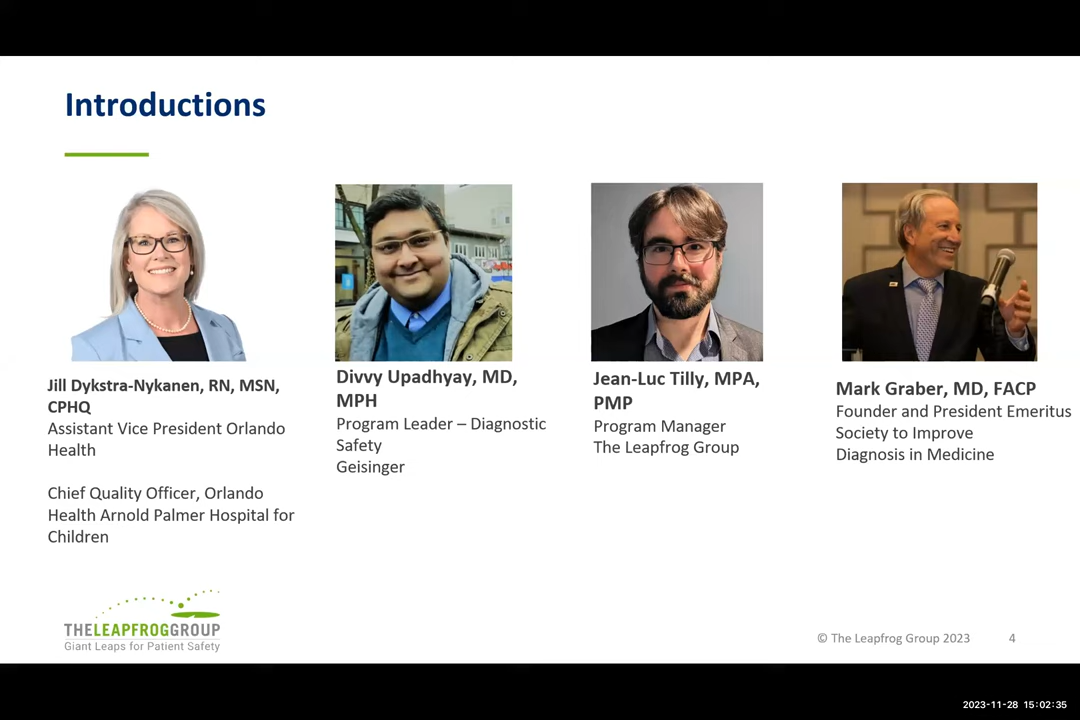 Introductions
Jill Dykstra-Nykanen, RN, MSN,
CPHQ
Assistant Vice President Orlando
Health
Chief Quality Officer, Orlando
Health Arnold Palmer Hospital for
Children
Divvy Upadhyay, MD,
MPH
Program Leader – Diagnostic
Safety
Geisinger
Jean-Luc Tilly, MPA,
PMP
Program Manager
The Leapfrog Group
Mark Graber, MD, FACP
Founder and President Emeritus
Society to Improve
Diagnosis in Medicine
THELEAPFROGGROUP
Giant Leaps for Patient Safety
© The Leapfrog Group 2023
4
2023-11-28 15:02:35